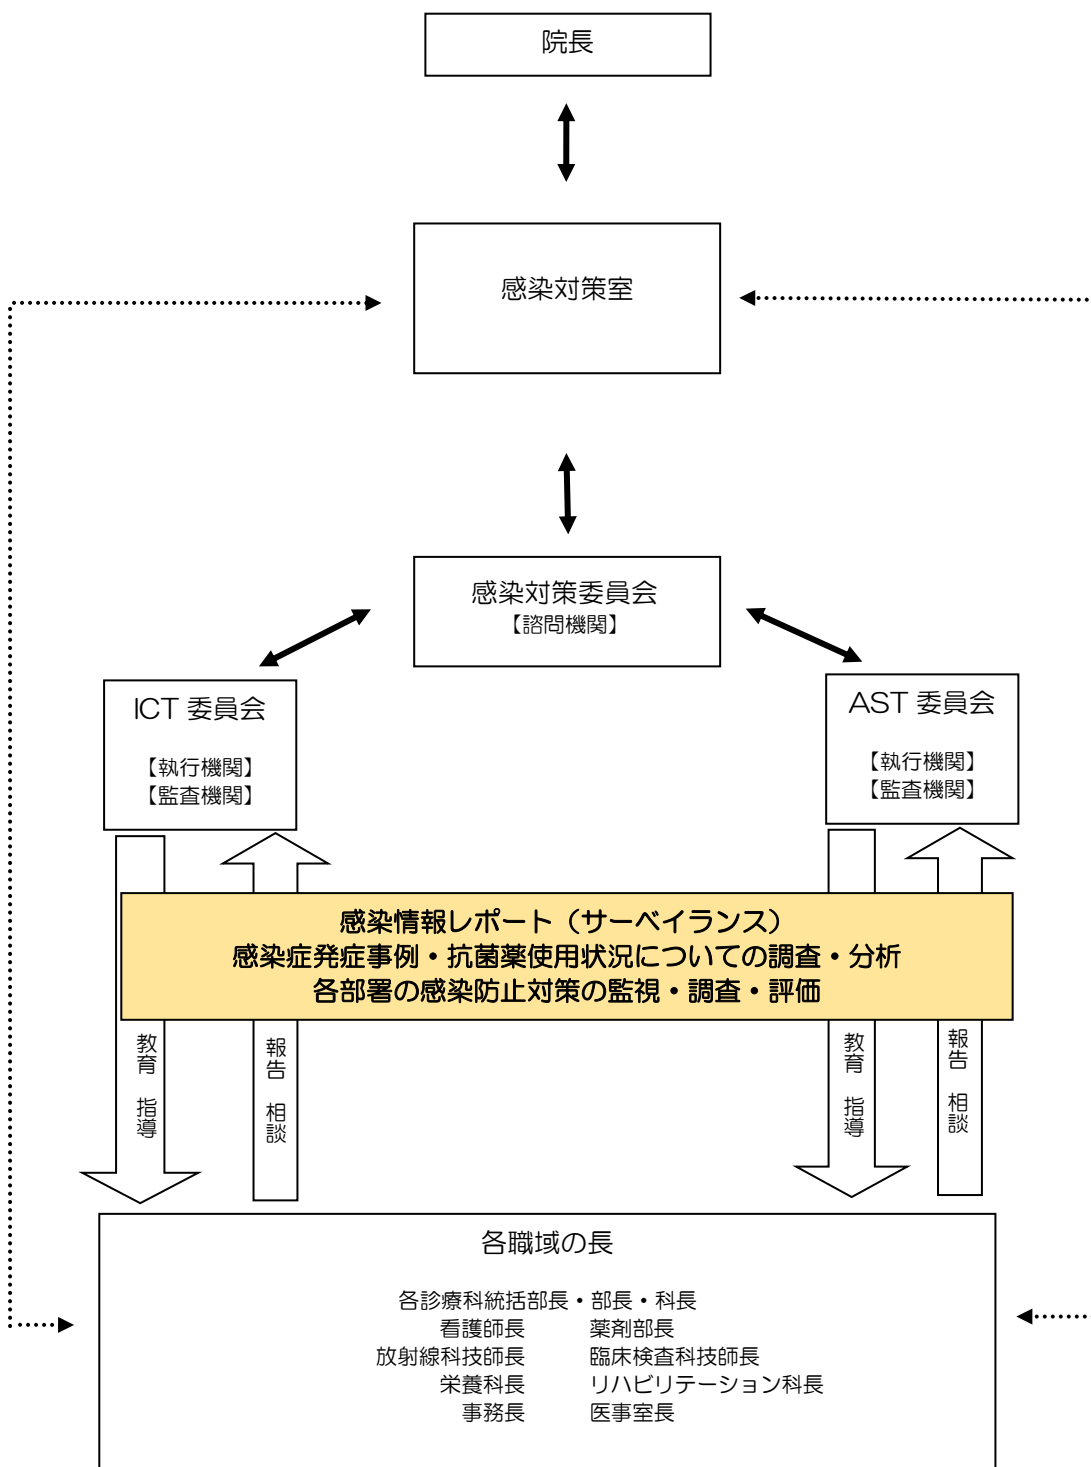 院長
感染対策室
感染対策委員会
【諮問機関】
ICT 委員会
【執行機関】
【監査機関】
AST 委員会
【執行機関】
【監査機関】
感染情報レポート（サーベイランス）
感染症発症事例・抗菌薬使用状況についての調査・分析
各部署の感染防止対策の監視・調査・評価
教育 指導
報告 相談
教育 指導
報告 相談
各職域の長
各診療科統括部長・部長・科長
看護師長 薬剤部長
放射線科技師長 臨床検査科技師長
栄養科長 リハビリテーション科長
事務長 医事室長